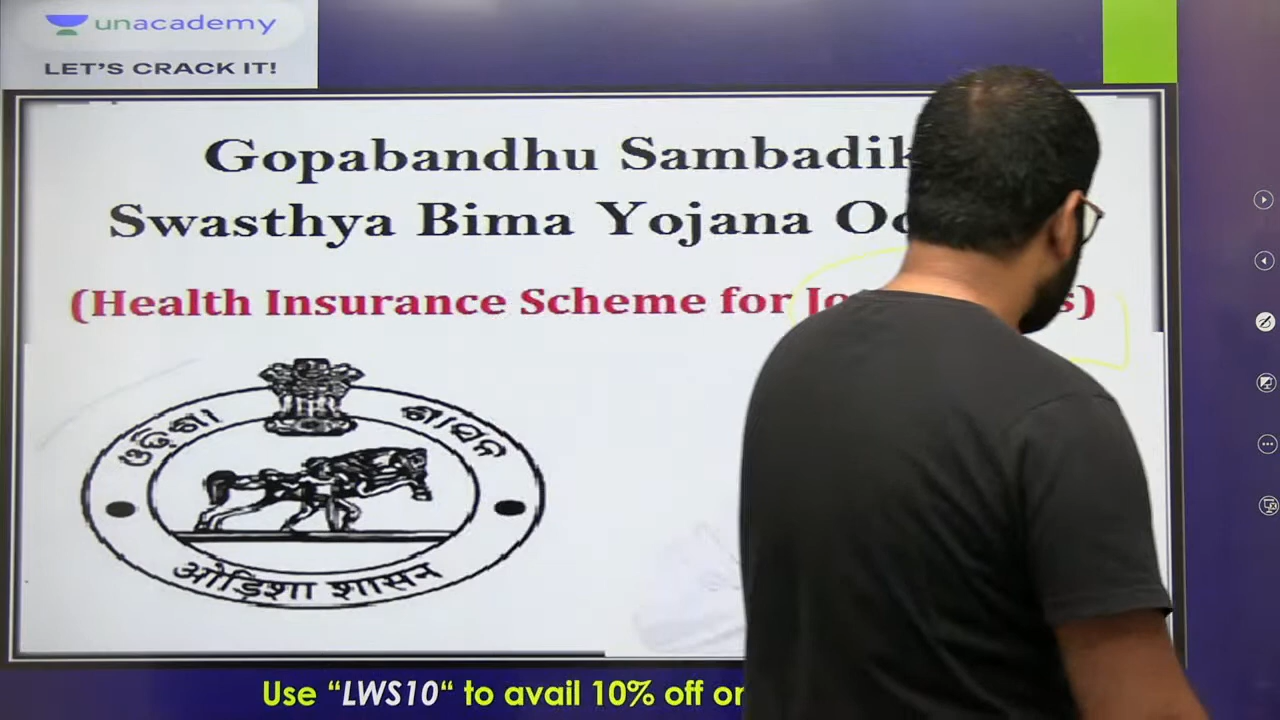 unacademy
LET'S CRACK IT!
Gopabandhu Sambadik
Swasthya Bima Yojana
(Health Insurance Scheme for
ଓଡ଼ିଶା ଶାସନ
ओड़िशा शासन
Use “LWS10“ to avail 10% off